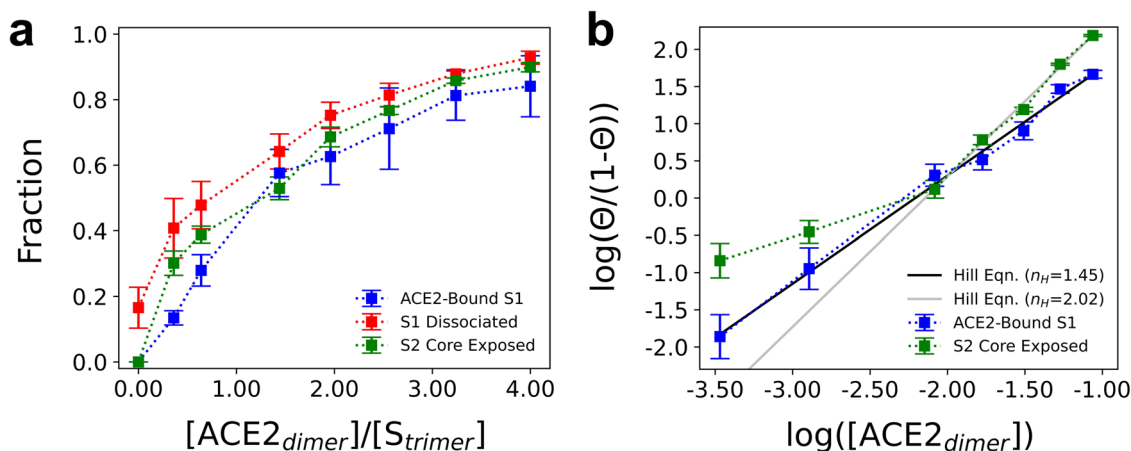 a
1.0
0.8
0.6
0.4
0.2
0.0
Fraction
0.00
1.00
2.00
3.00
4.00
[ACE2dimer]/[Strimer]
ACE2-Bound S1
S1 Dissociated
S2 Core Exposed
b
2.0
1.5
1.0
0.5
0.0
-0.5
-1.0
-1.5
-2.0
log(Θ/(1-Θ))
-3.50
-3.00
-2.50
-2.00
-1.50
-1.00
log([ACE2dimer])
Hill Eqn. (nH=1.45)
Hill Eqn. (nH=2.02)
ACE2-Bound S1
S2 Core Exposed